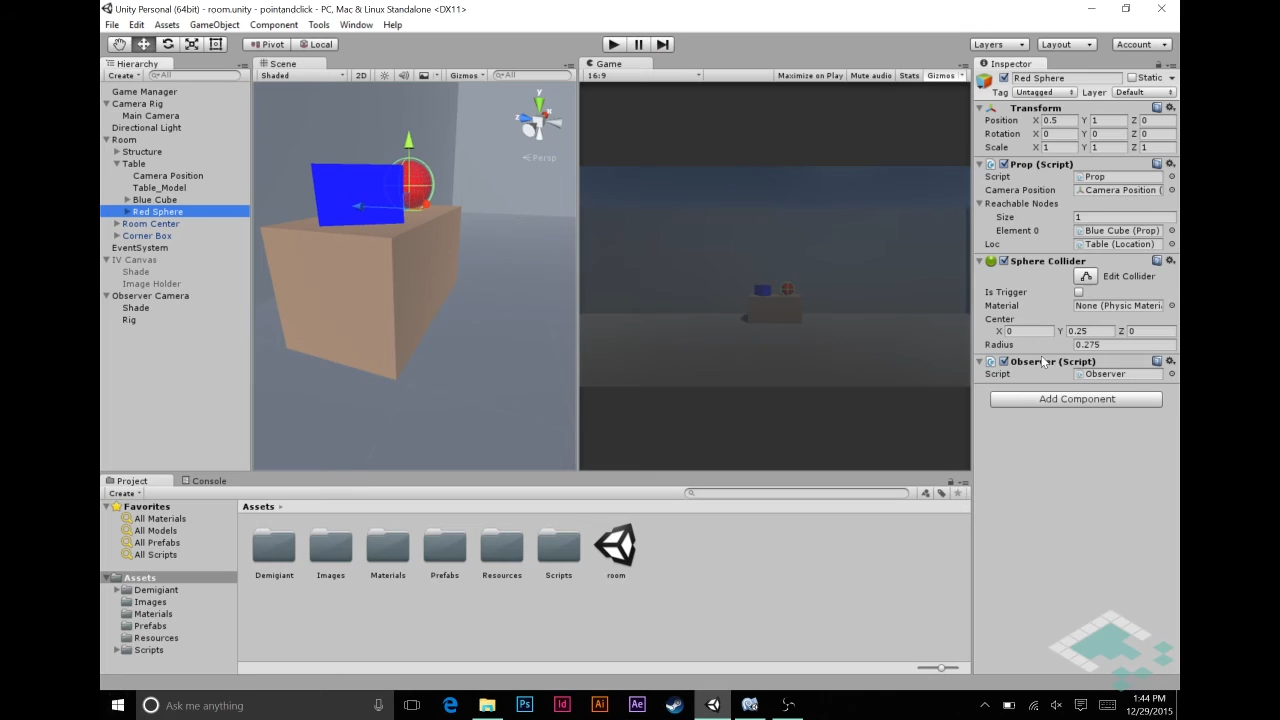 Unity Personal (64bit) - room.unity - pointandclick - PC, Mac & Linux Standalone <DX11>
File Edit Assets GameObject Component Tools Window Help
Pivot Local Layers Layout Account
Hierarchy
Create All
Game Manager
Camera Rig
Main Camera
Directional Light
Room
Structure
Table
Camera Position
Table_Model
Blue Cube
Red Sphere
Room Center
Corner Box
EventSystem
IV Canvas
Shade
Image Holder
Observer Camera
Shade
Rig
Scene
Shaded 2D Gizmos All
y
x
z
Persp
Game
16:9 Maximize on Play Mute audio Stats Gizmos
Inspector
Red Sphere Static
Tag Untagged Layer Default
Transform
Position X 0.5 Y 1 Z 0
Rotation X 0 Y 0 Z 0
Scale X 1 Y 1 Z 1
Prop (Script)
Script Prop
Camera Position Camera Position (
Reachable Nodes
Size 1
Element 0 Blue Cube (Prop)
Loc Table (Location)
Sphere Collider
Edit Collider
Is Trigger
Material None (Physic Materi
Center
X 0 Y 0.25 Z 0
Radius 0.275
Observer (Script)
Script Observer
Add Component
Project Console
Create
Favorites
All Materials
All Models
All Prefabs
All Scripts
Assets
Demigiant
Images
Materials
Prefabs
Resources
Scripts
Assets
Demigiant Images Materials Prefabs Resources Scripts room
Ask me anything
Ps Id Ai Ae
1:44 PM
12/29/2015